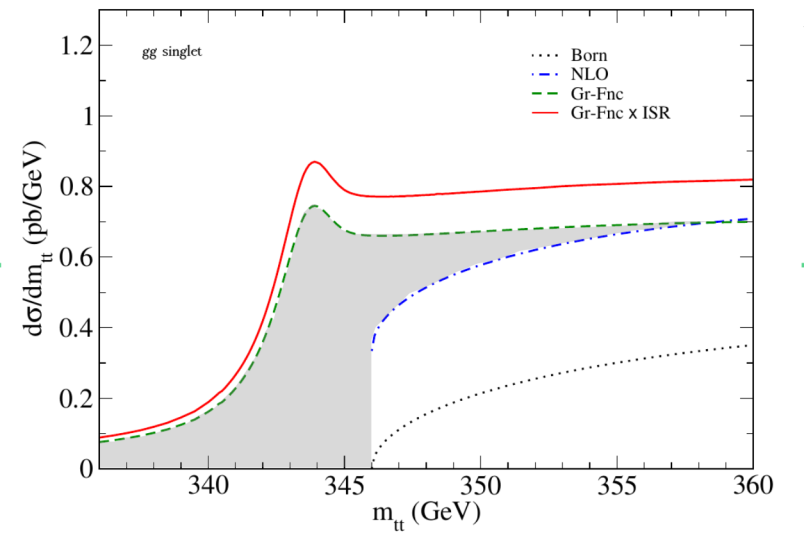 gg singlet
Born
NLO
Gr-Fnc
Gr-Fnc x ISR
1.2
1
0.8
0.6
0.4
0.2
0
dσ/dm_tt (pb/GeV)
340
345
350
355
360
m_tt (GeV)